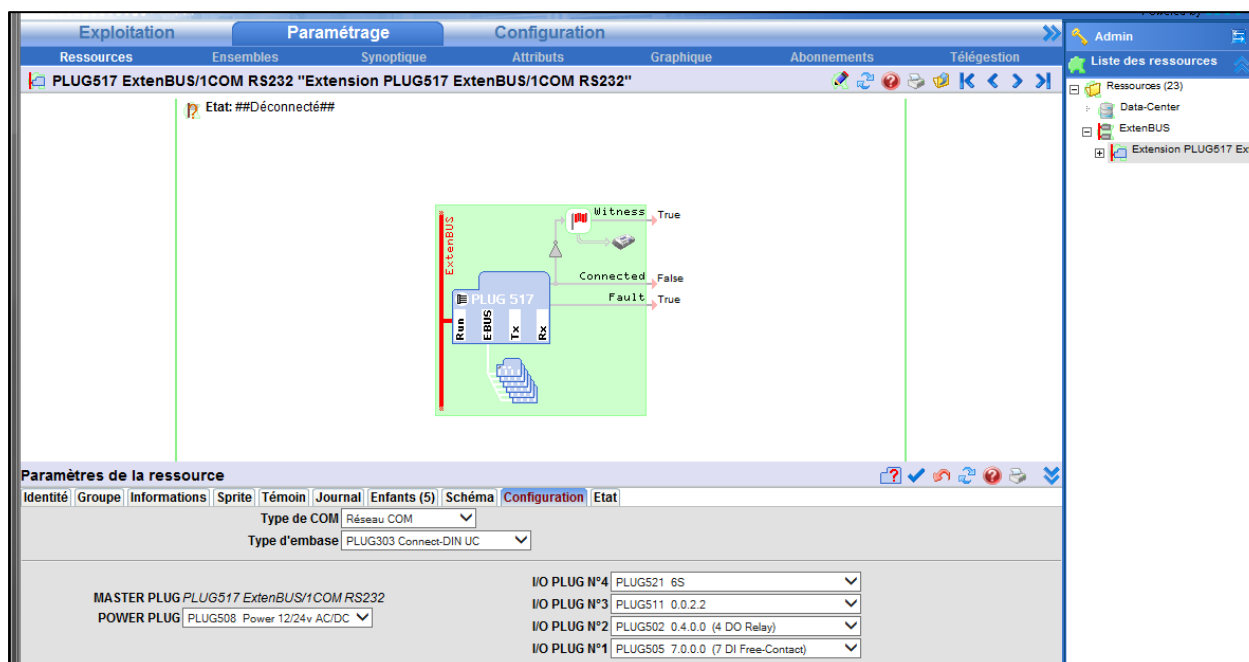 Powered by
Exploitation Paramétrage Configuration
Ressources Ensembles Synoptique Attributs Graphique Abonnements Télégestion
Admin
PLUG517 ExtenBUS/1COM RS232 "Extension PLUG517 ExtenBUS/1COM RS232"
Liste des ressources
Ressources (23)
Data-Center
ExtenBUS
Extension PLUG517 Ex
Etat: ##Déconnecté##
ExtenBUS
Witness True
Connected False
Fault True
PLUG 517
Run EBUS Tx Rx
Paramètres de la ressource
Identité Groupe Informations Sprite Témoin Journal Enfants (5) Schéma Configuration Etat
Type de COM Réseau COM
Type d'embase PLUG303 Connect-DIN UC
MASTER PLUG PLUG517 ExtenBUS/1COM RS232
POWER PLUG PLUG508 Power 12/24v AC/DC
I/O PLUG N°4 PLUG521 6S
I/O PLUG N°3 PLUG511 0.0.2.2
I/O PLUG N°2 PLUG502 0.4.0.0 (4 DO Relay)
I/O PLUG N°1 PLUG505 7.0.0.0 (7 DI Free-Contact)